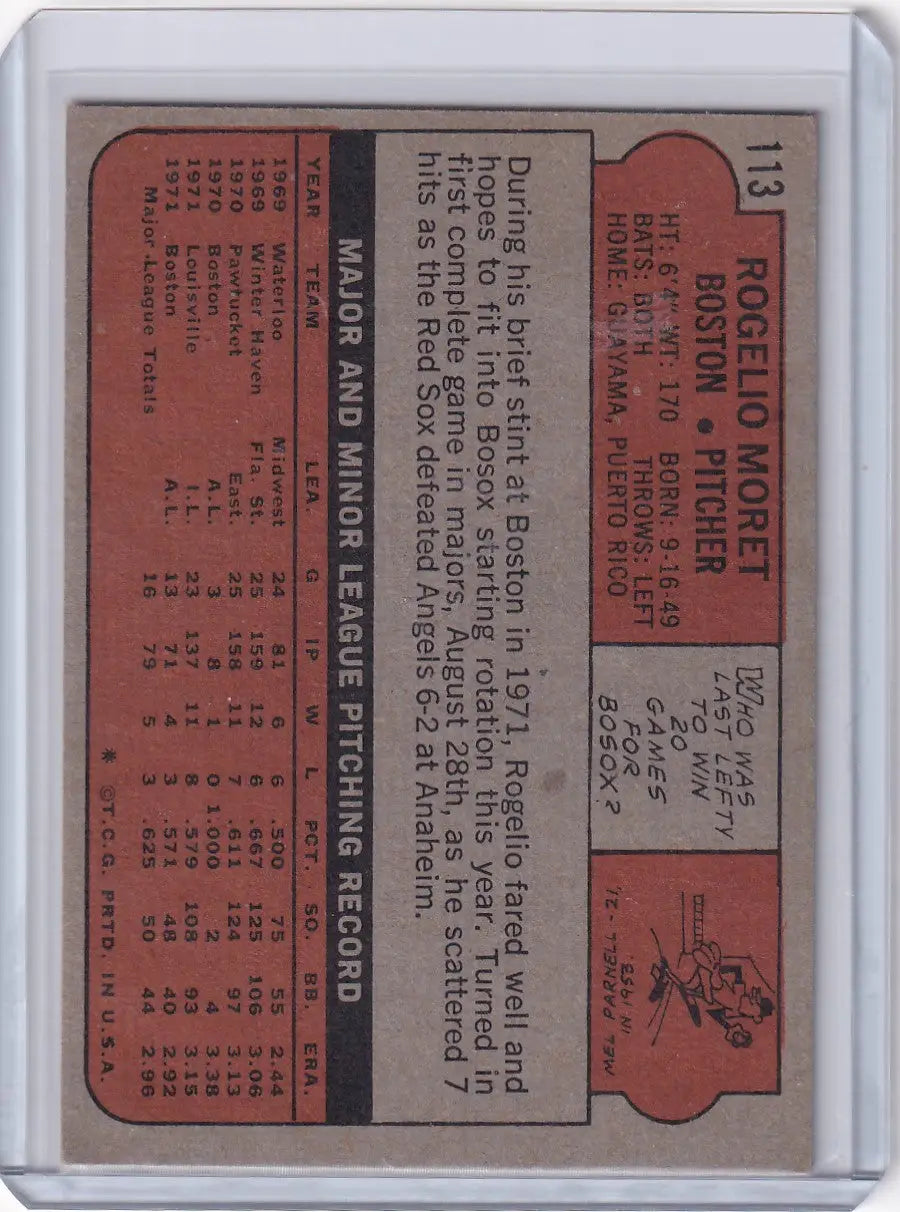 113
ROGELIO MORET
BOSTON • PITCHER
HT: 6'4" WT: 170 BORN: 9-16-49
BATS: BOTH THROWS: LEFT
HOME: GUAYAMA, PUERTO RICO
WHO WAS
LAST LEFTY
TO WIN
20
GAMES
FOR
BOSOX?
MEL PARNELL - 21,
IN 1953.
During his brief stint at Boston in 1971, Rogelio fared well and
hopes to fit into Bosox starting rotation this year. Turned in
first complete game in majors, August 28th, as he scattered 7
hits as the Red Sox defeated Angels 6-2 at Anaheim.
MAJOR AND MINOR LEAGUE PITCHING RECORD
YEAR TEAM LEA. G IP W L PCT. SO. BB. ERA.
1969 Waterloo Midwest 24 81 6 6 .500 75 55 2.44
1969 Winter Haven Fla. St. 25 159 12 6 .667 125 106 3.06
1970 Pawtucket East. 25 158 11 7 .611 124 97 3.13
1970 Boston A.L. 3 8 1 0 1.000 2 4 3.38
1971 Louisville I.L. 23 137 11 8 .579 108 93 3.15
1971 Boston A.L. 13 71 4 3 .571 48 40 2.92
Major League Totals 16 79 5 3 .625 50 44 2.96
* ©T.C.G. PRTD. IN U.S.A.